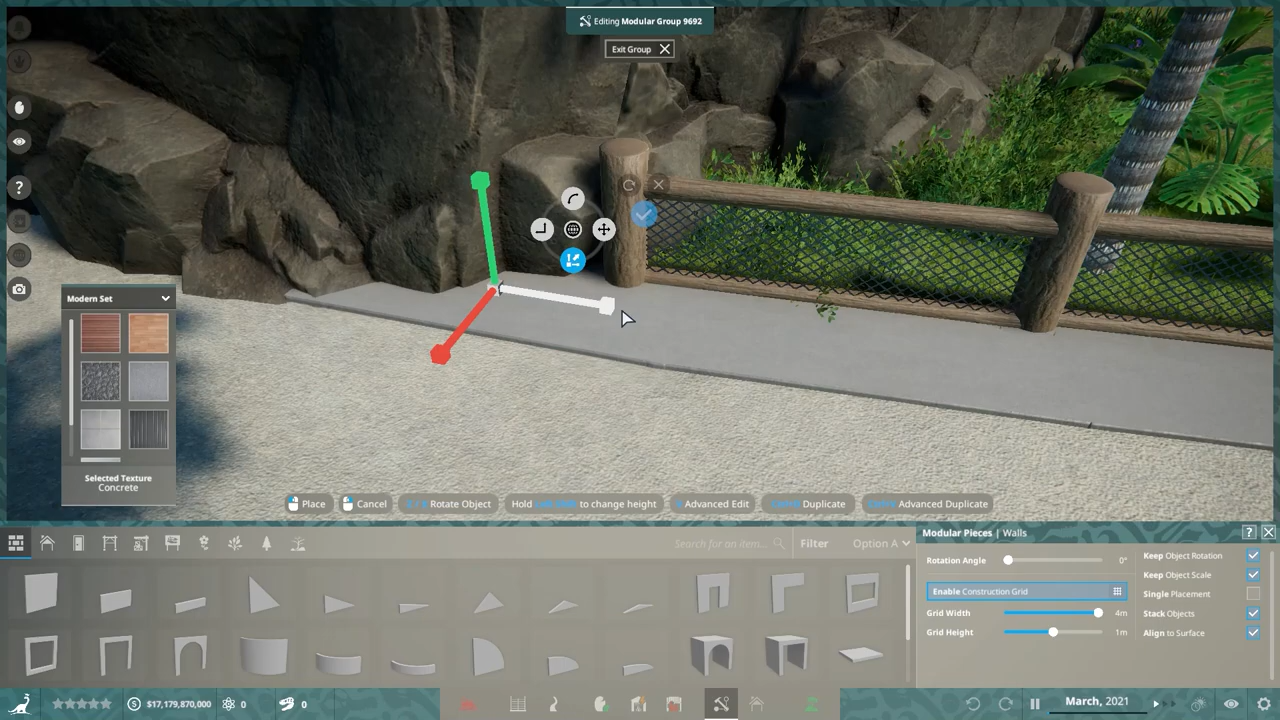 Editing Modular Group 9692
Exit Group
Modern Set
Selected Texture
Concrete
Place
Cancel
Rotate Object
Hold to change height
Advanced Edit
Duplicate
Advanced Duplicate
Search for an item...
Filter
Option A
Modular Pieces | Walls
Rotation Angle
0°
Enable Construction Grid
Grid Width
4m
Grid Height
1m
Keep Object Rotation
Keep Object Scale
Single Placement
Stack Objects
Align to Surface
$17,179,870,000
0
0
March, 2021